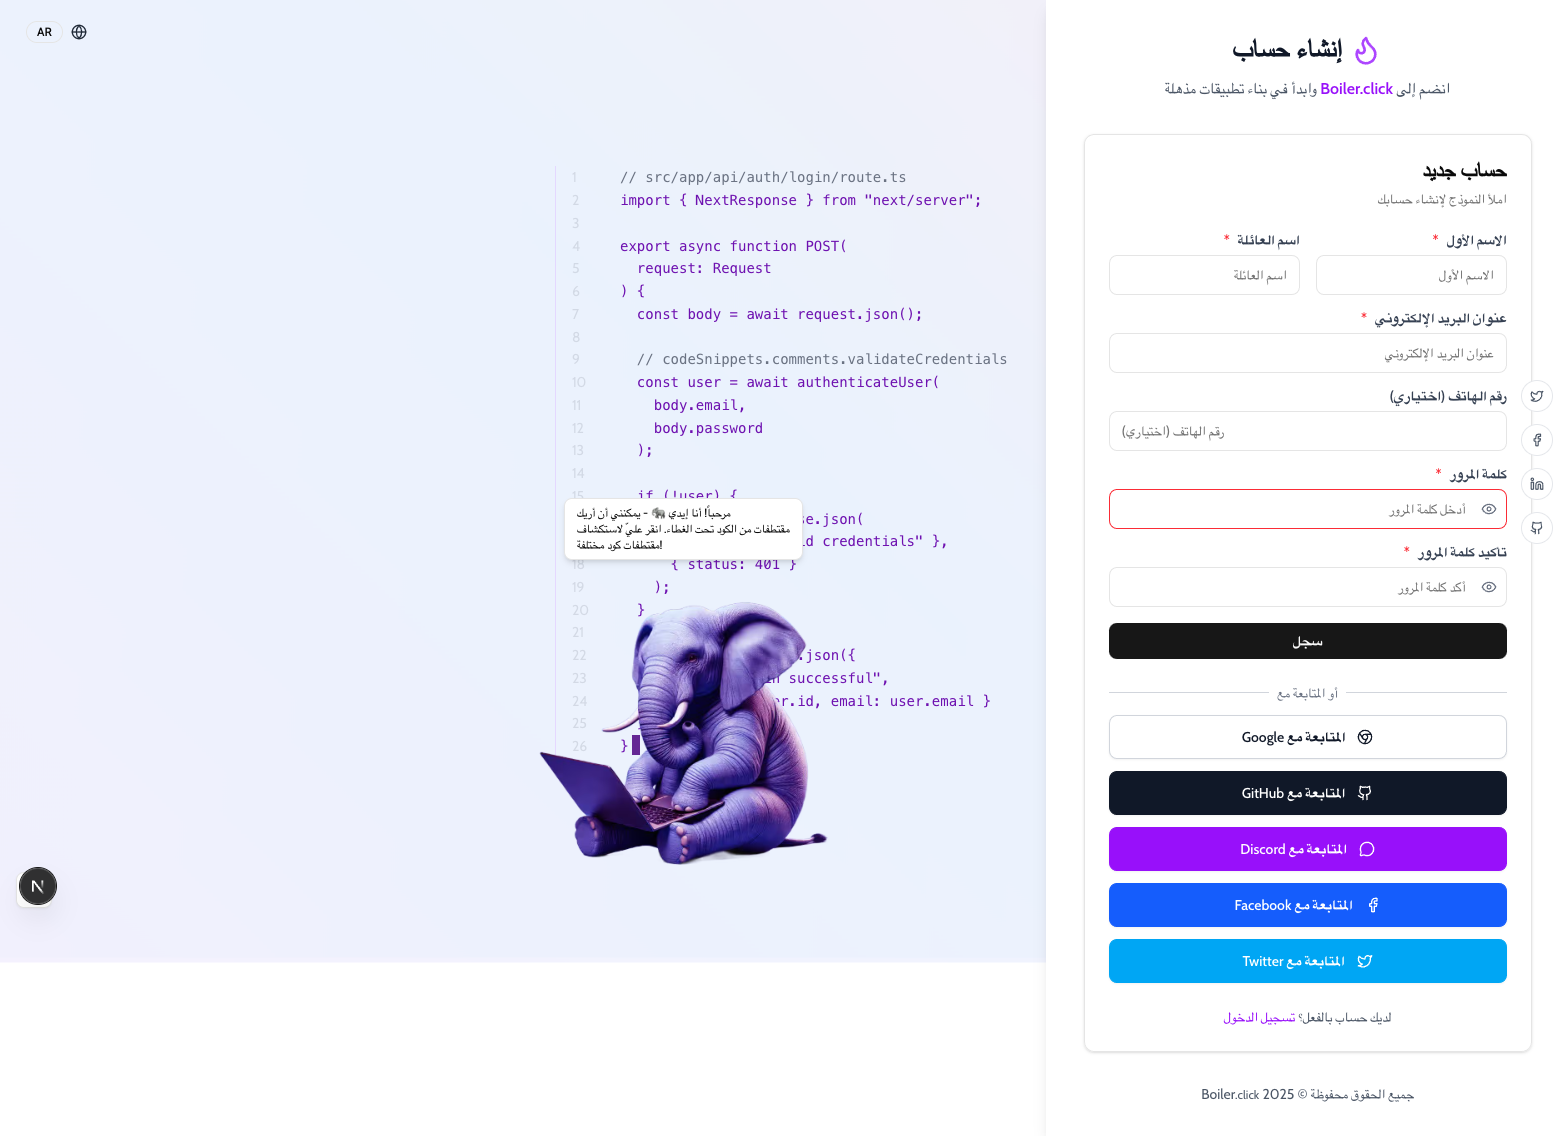 AR
إنشاء حساب
انضم إلى Boiler.click وابدأ في بناء تطبيقات مذهلة
حساب جديد
املأ النموذج لإنشاء حسابك
الاسم الأول *
اسم العائلة *
الاسم الأول
اسم العائلة
عنوان البريد الإلكتروني *
عنوان البريد الإلكتروني
رقم الهاتف (اختياري)
رقم الهاتف (اختياري)
كلمة المرور *
أدخل كلمة المرور
تأكيد كلمة المرور *
أكد كلمة المرور
سجل
أو المتابعة مع
المتابعة مع Google
المتابعة مع GitHub
المتابعة مع Discord
المتابعة مع Facebook
المتابعة مع Twitter
لديك حساب بالفعل؟ تسجيل الدخول
جميع الحقوق محفوظة © 2025 Boiler.click
1 // src/app/api/auth/login/route.ts
2 import { NextResponse } from "next/server";
3
4 export async function POST(
5 request: Request
6 ) {
7 const body = await request.json();
8
9 // codeSnippets.comments.validateCredentials
10 const user = await authenticateUser(
11 body.email,
12 body.password
13 );
14
15 if (!user) {
مرحباً! أنا إيدي 🐘 - يمكنني أن أريك
مقتطفات من الكود تحت الغطاء. انقر عليّ لاستكشاف
مقتطفات كود مختلفة!
.json(
credentials" },
18 { status: 401 }
19 );
20 }
21
22 .json({
23 successful",
24 .id, email: user.email }
25
26 }
N